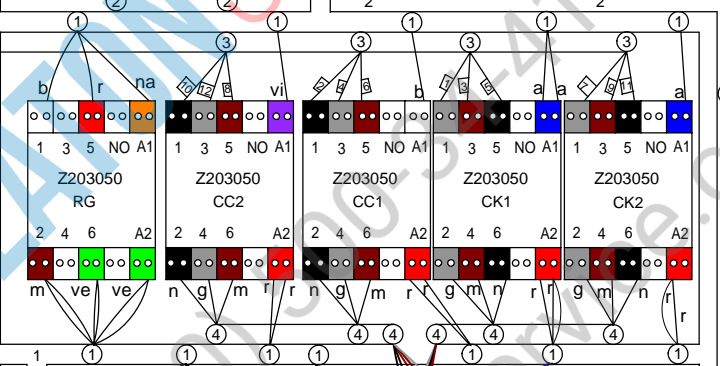 2 2 2 2
1 1 1 1 1
3 3 3 3
b r na 10 12 8 vi 2 4 6 b 1 3 5 a a 7 9 11 a
1 3 5 NO A1 1 3 5 NO A1 1 3 5 NO A1 1 3 5 NO A1 1 3 5 NO A1
Z203050 Z203050 Z203050 Z203050 Z203050
RG CC2 CC1 CK1 CK2
2 4 6 A2 2 4 6 A2 2 4 6 A2 2 4 6 A2 2 4 6 A2
m ve ve n g m r r n g m r r g m n r r g m n r r
4 4 4 4 4 4
1 1 1 1 1 1 1 1
ATON
) 500-34-41
ervice.c